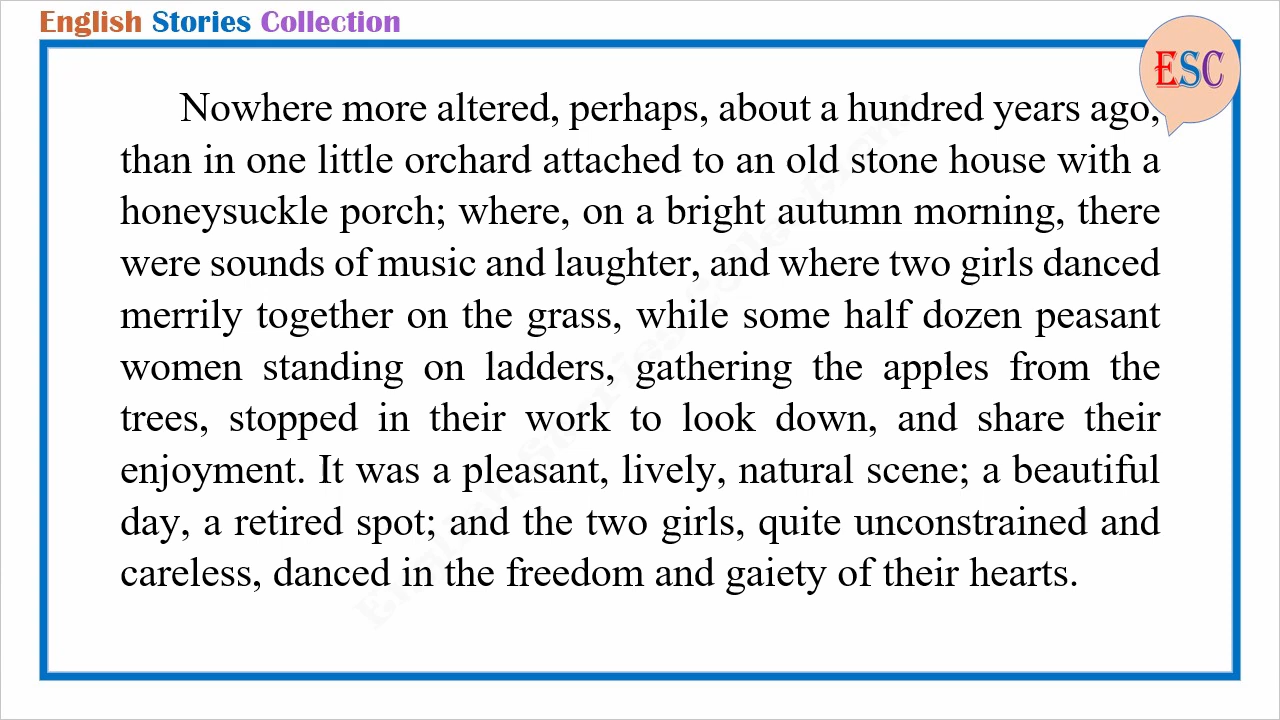 English Stories Collection
ESC
Nowhere more altered, perhaps, about a hundred years ago,
than in one little orchard attached to an old stone house with a
honeysuckle porch; where, on a bright autumn morning, there
were sounds of music and laughter, and where two girls danced
merrily together on the grass, while some half dozen peasant
women standing on ladders, gathering the apples from the
trees, stopped in their work to look down, and share their
enjoyment. It was a pleasant, lively, natural scene; a beautiful
day, a retired spot; and the two girls, quite unconstrained and
careless, danced in the freedom and gaiety of their hearts.